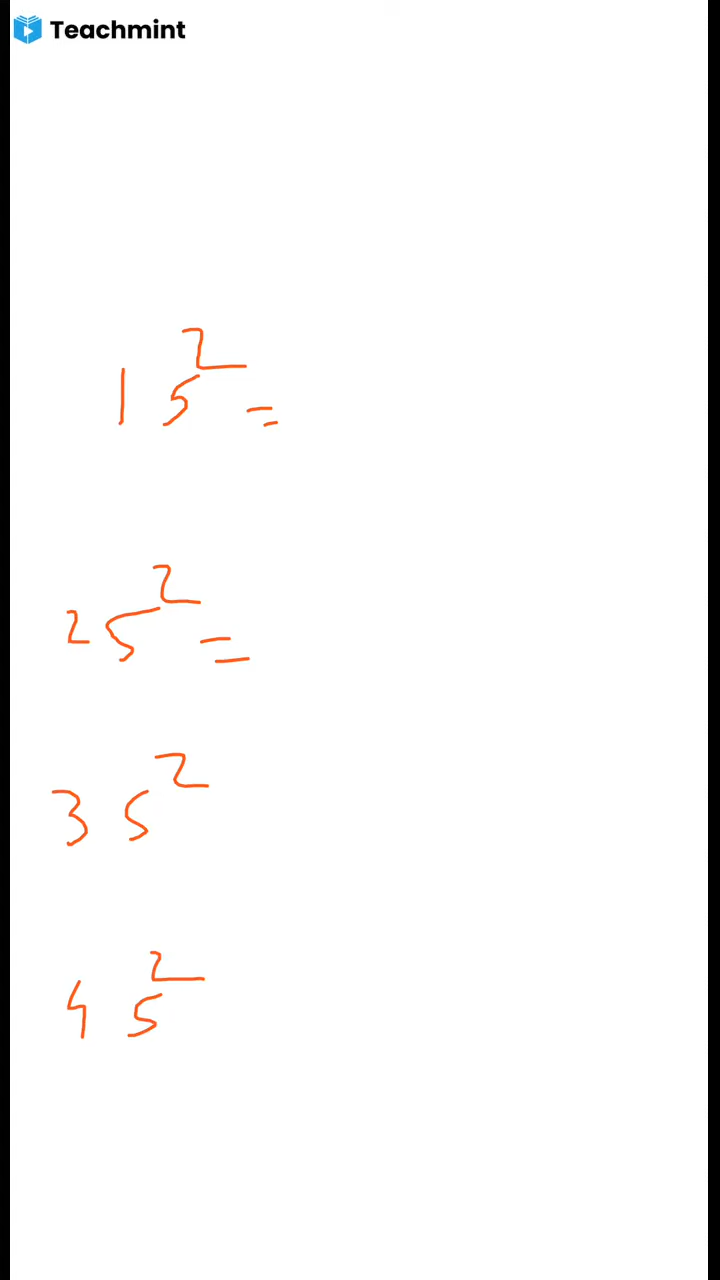 Teachmint
15² =
25² =
35²
45²